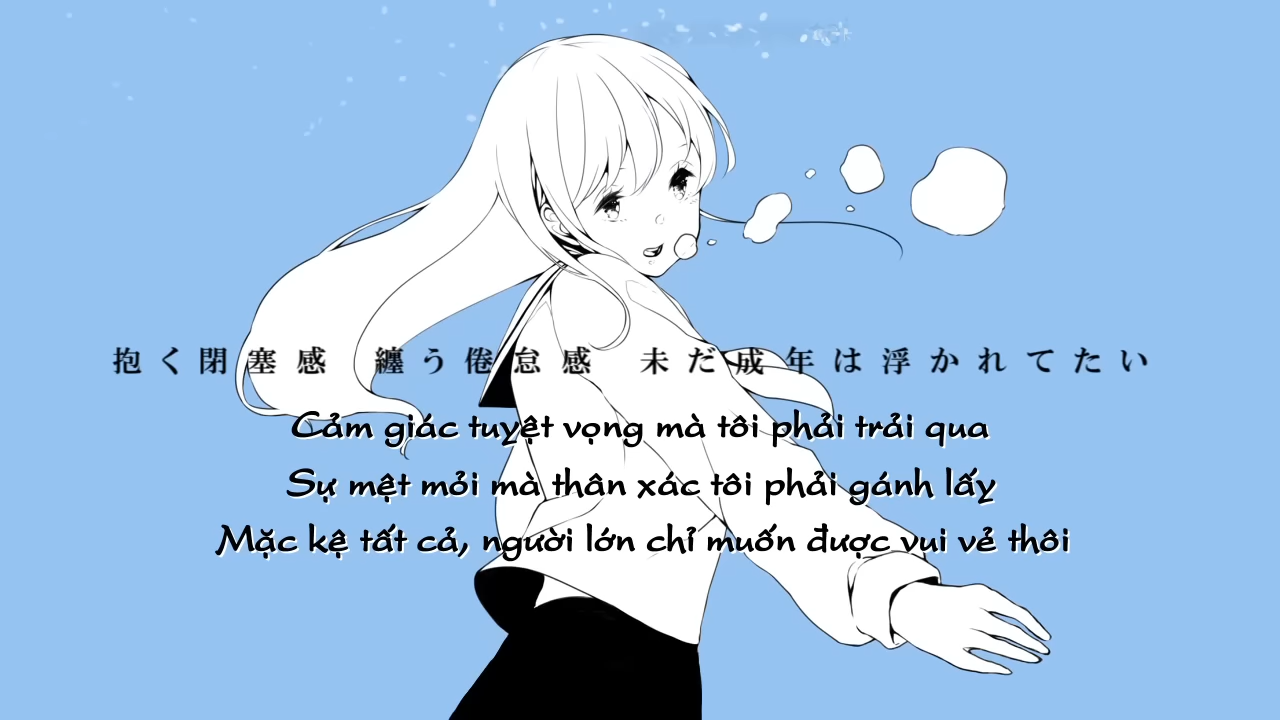 抱く閉塞感 纏う倦怠感 未だ成年は浮かれてたい
Cảm giác tuyệt vọng mà tôi phải trải qua
Sự mệt mỏi mà thân xác tôi phải gánh lấy
Mặc kệ tất cả, người lớn chỉ muốn được vui vẻ thôi